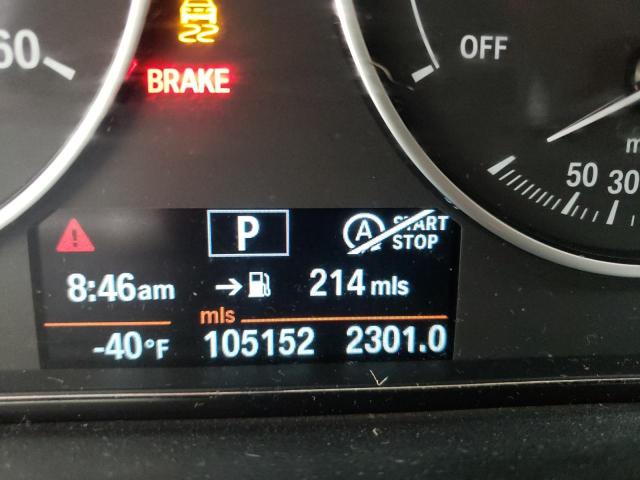 60
OFF
BRAKE
m
50 30
P
A START
STOP
8:46am
214 mls
mls
-40°F 105152 2301.0